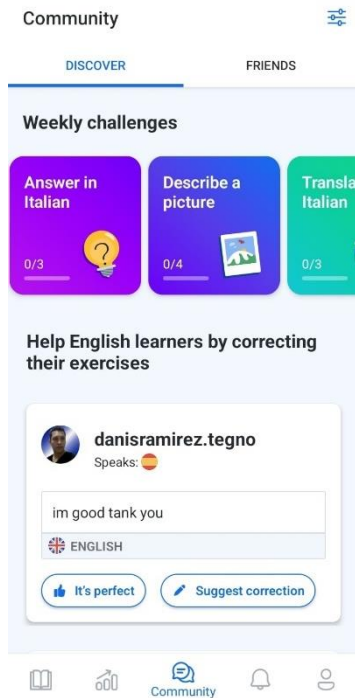 Community
DISCOVER
FRIENDS
Weekly challenges
Answer in
Italian
0/3
Describe a
picture
0/4
Transla
Italian
0/3
Help English learners by correcting
their exercises
danisramirez.tegno
Speaks:
im good tank you
ENGLISH
It's perfect
Suggest correction
Community